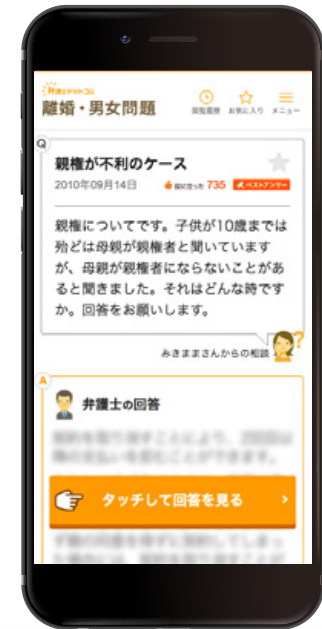 弁護士ドットコム
離婚・男女問題
閲覧履歴 お気に入り メニュー
Q
親権が不利のケース
2010年09月14日 役に立った 735 ベストアンサー
親権についてです。子供が10歳までは
殆どは母親が親権者と聞いています
が、母親が親権者にならないことがあ
ると聞きました。それはどんな時です
か。回答をお願いします。
みきままさんからの相談
?
A
弁護士の回答
タッチして回答を見る